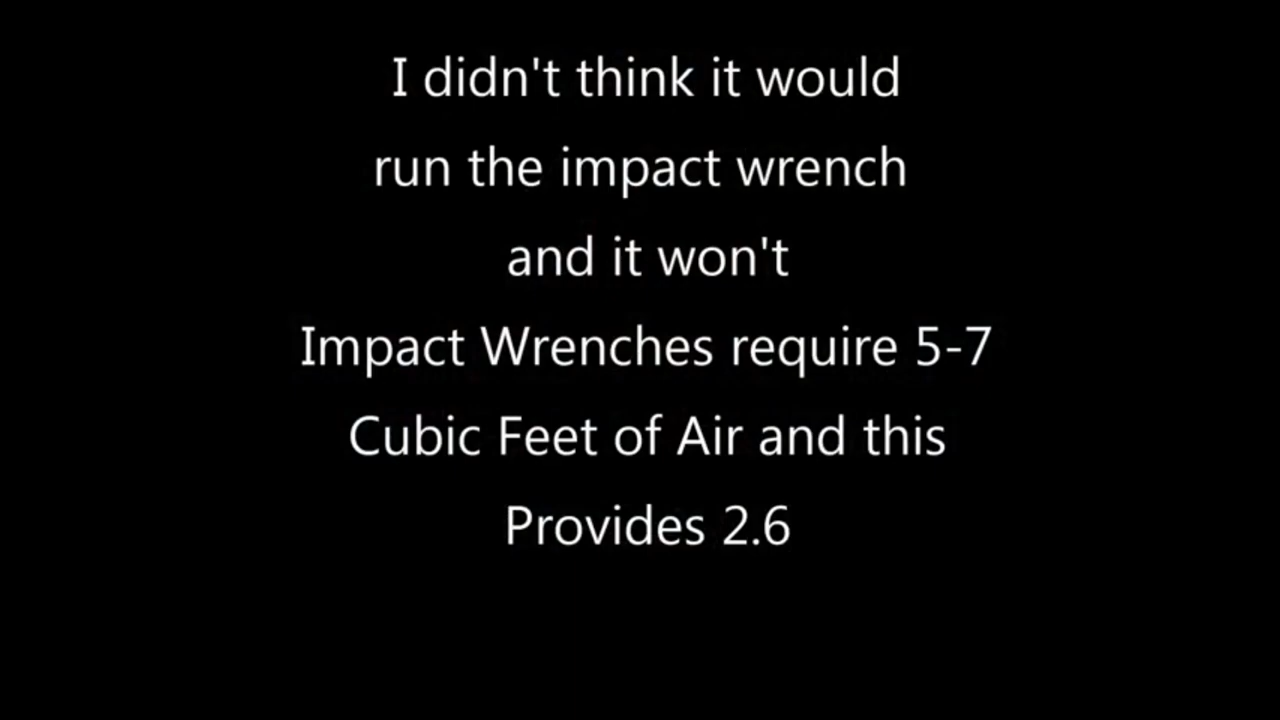 I didn't think it would
run the impact wrench
and it won't
Impact Wrenches require 5-7
Cubic Feet of Air and this
Provides 2.6